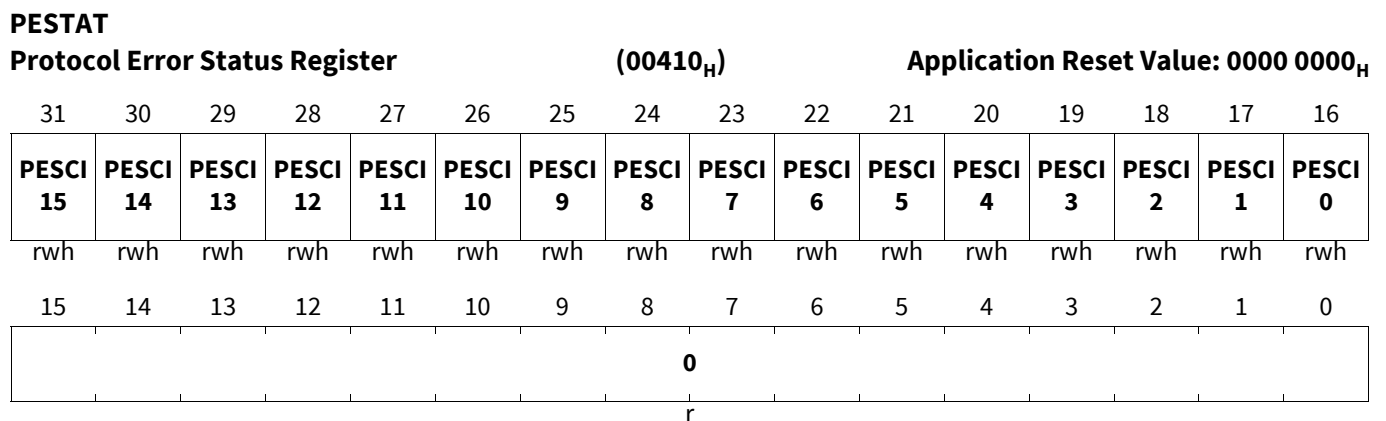 PESTAT
Protocol Error Status Register (00410H) Application Reset Value: 0000 0000H
31 30 29 28 27 26 25 24 23 22 21 20 19 18 17 16
PESCI PESCI PESCI PESCI PESCI PESCI PESCI PESCI PESCI PESCI PESCI PESCI PESCI PESCI PESCI PESCI
15 14 13 12 11 10 9 8 7 6 5 4 3 2 1 0
rwh rwh rwh rwh rwh rwh rwh rwh rwh rwh rwh rwh rwh rwh rwh rwh
15 14 13 12 11 10 9 8 7 6 5 4 3 2 1 0
0
r